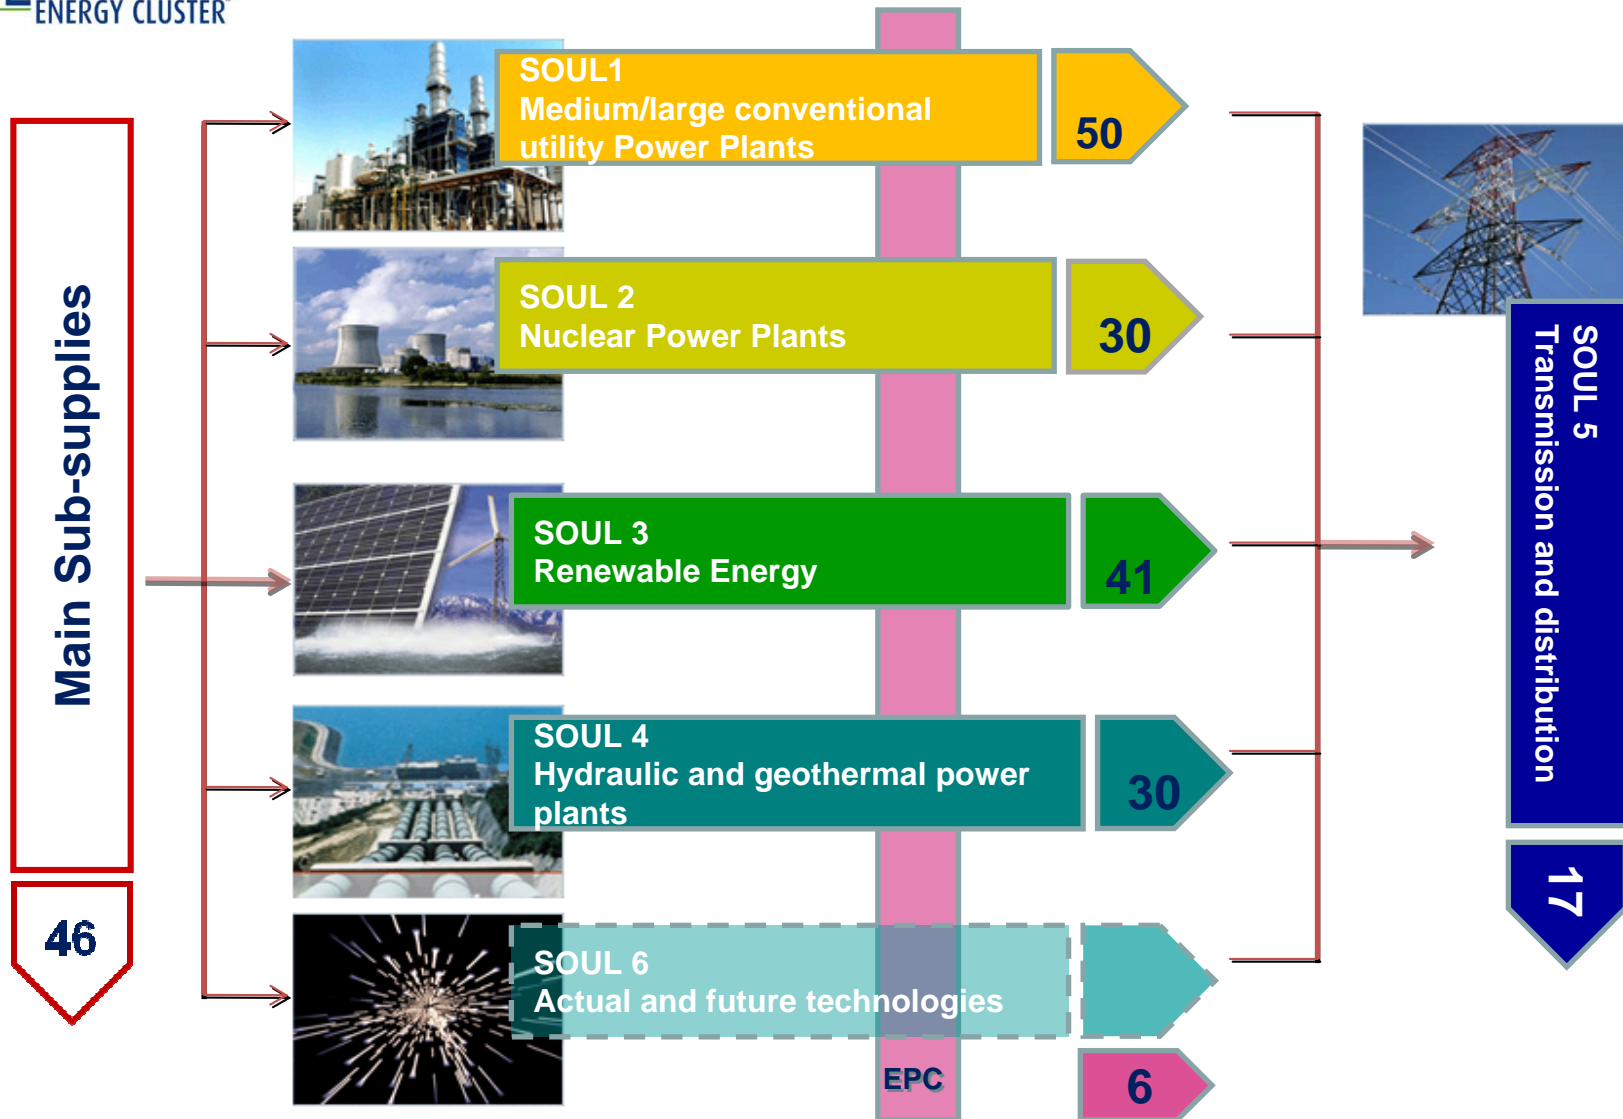 ENERGY CLUSTER
SOUL1
Medium/large conventional
utility Power Plants
50
SOUL 2
Nuclear Power Plants
30
Main Sub-supplies
46
SOUL 3
Renewable Energy
41
SOUL 4
Hydraulic and geothermal power
plants
30
SOUL 6
Actual and future technologies
EPC
6
SOUL 5
Transmission and distribution
17